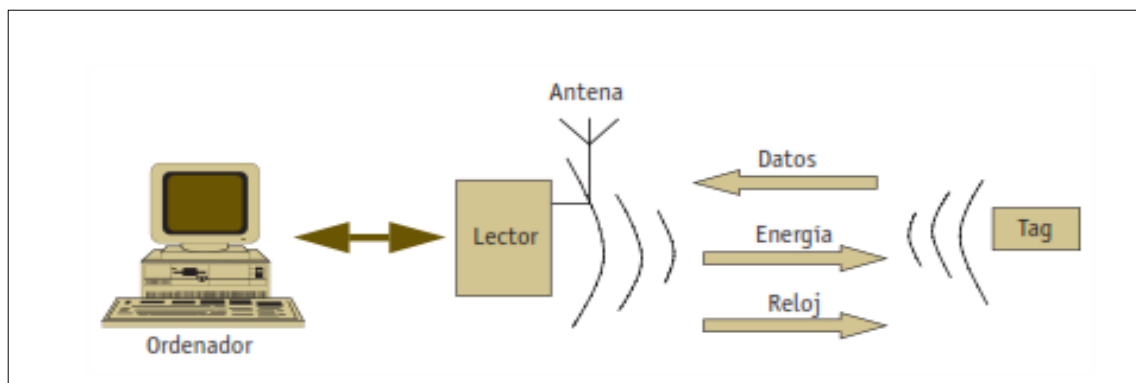 Antena
Datos
Lector
Energía
Tag
Reloj
Ordenador